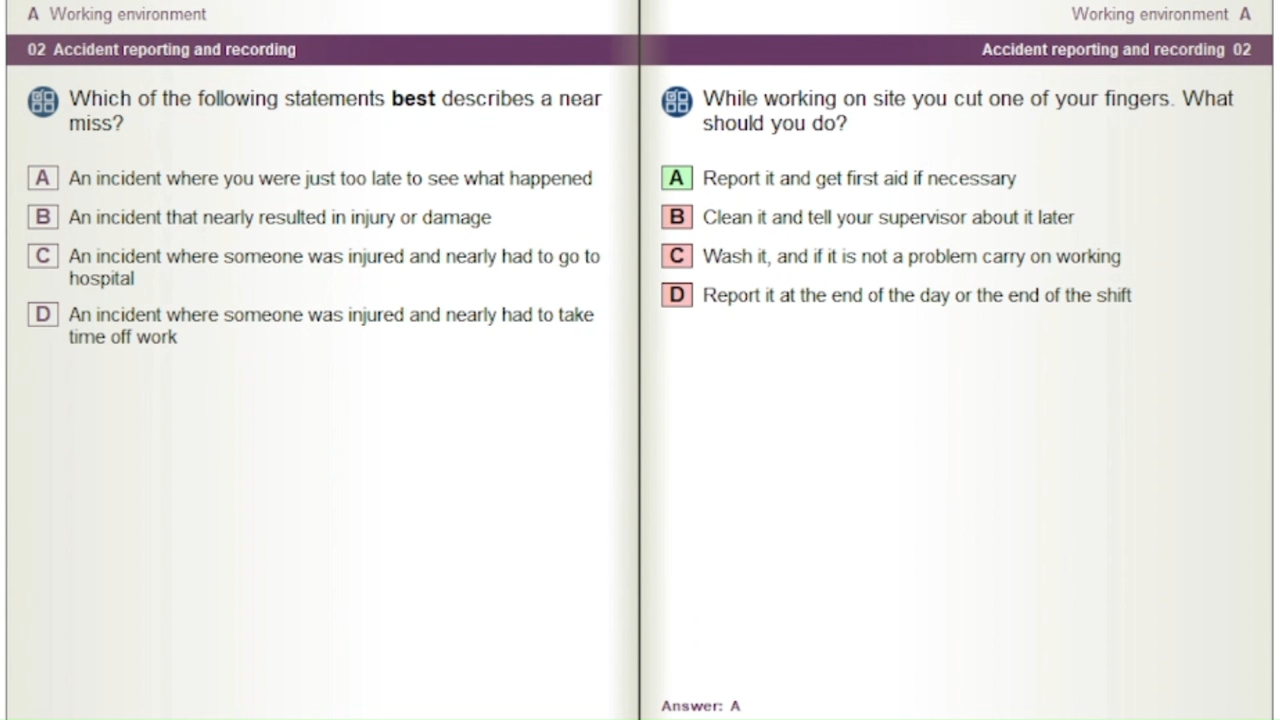 A Working environment
02 Accident reporting and recording
Which of the following statements best describes a near
miss?
A An incident where you were just too late to see what happened
B An incident that nearly resulted in injury or damage
C An incident where someone was injured and nearly had to go to
hospital
D An incident where someone was injured and nearly had to take
time off work
Working environment A
Accident reporting and recording 02
While working on site you cut one of your fingers. What
should you do?
A Report it and get first aid if necessary
B Clean it and tell your supervisor about it later
C Wash it, and if it is not a problem carry on working
D Report it at the end of the day or the end of the shift
Answer: A